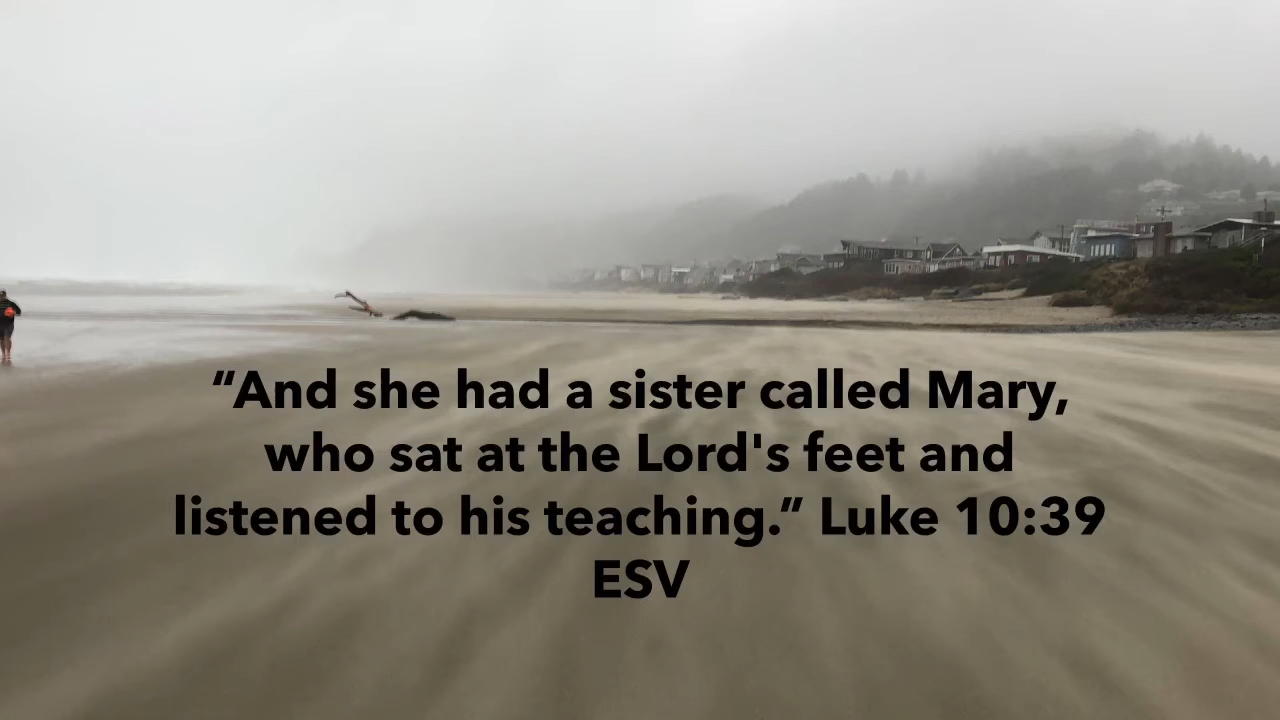 “And she had a sister called Mary,
who sat at the Lord's feet and
listened to his teaching.” Luke 10:39
ESV